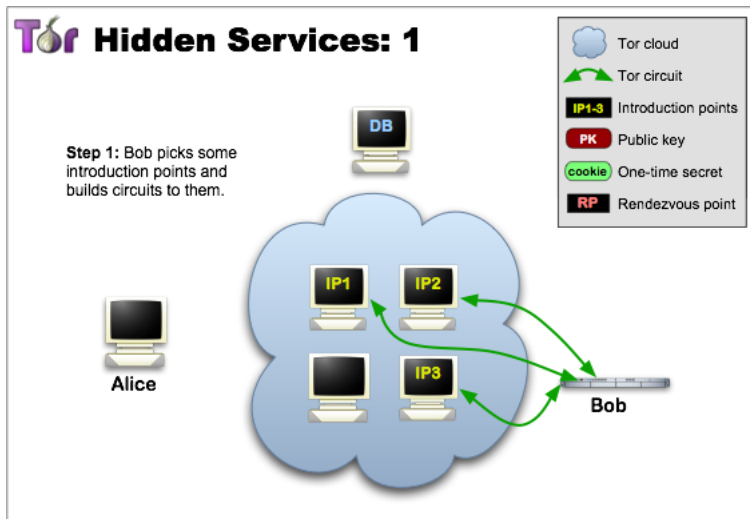 Tor Hidden Services: 1
Tor cloud
Tor circuit
IP1-3 Introduction points
PK Public key
cookie One-time secret
RP Rendezvous point
DB
Step 1: Bob picks some
introduction points and
builds circuits to them.
IP1 IP2
IP3
Alice
Bob